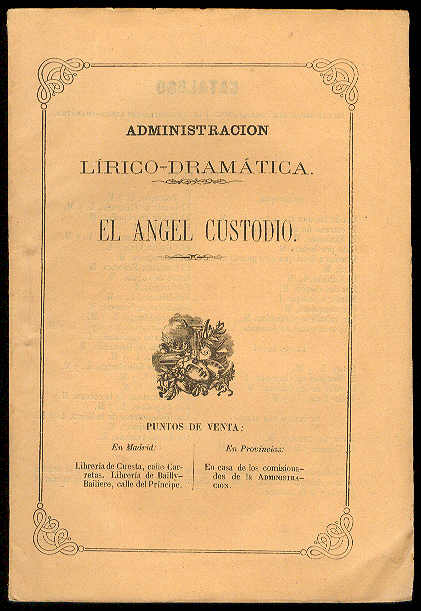 ADMINISTRACION
LÍRICO-DRAMÁTICA.
EL ANGEL CUSTODIO.
PUNTOS DE VENTA:
En Madrid:
Librería de Cuesta, calle Car-
retas. Librería de Bailly-
Bailiere, calle del Príncipe.
En Provincias:
En casa de los comisiona-
dos de la ADMINISTRA-
CION.